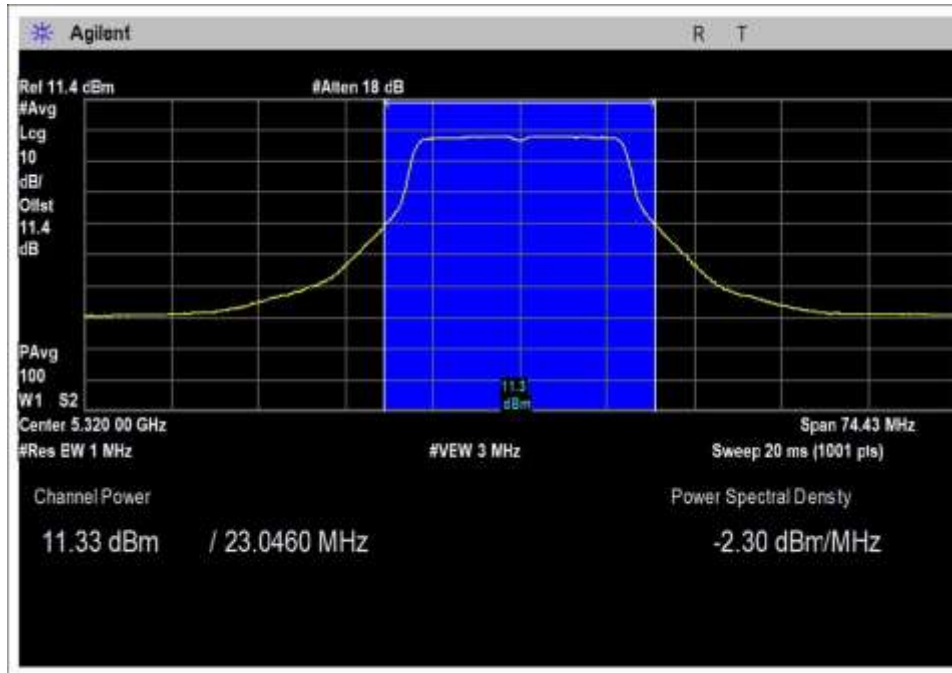 Agilent R T
Ref 11.4 dBm #Atten 18 dB
#Avg
Log
10
dB/
Offst
11.4
dB
PAvg
100
W1 S2
11.3
dBm
Center 5.320 00 GHz Span 74.43 MHz
#Res BW 1 MHz #VBW 3 MHz Sweep 20 ms (1001 pts)
Channel Power Power Spectral Density
11.33 dBm / 23.0460 MHz -2.30 dBm/MHz